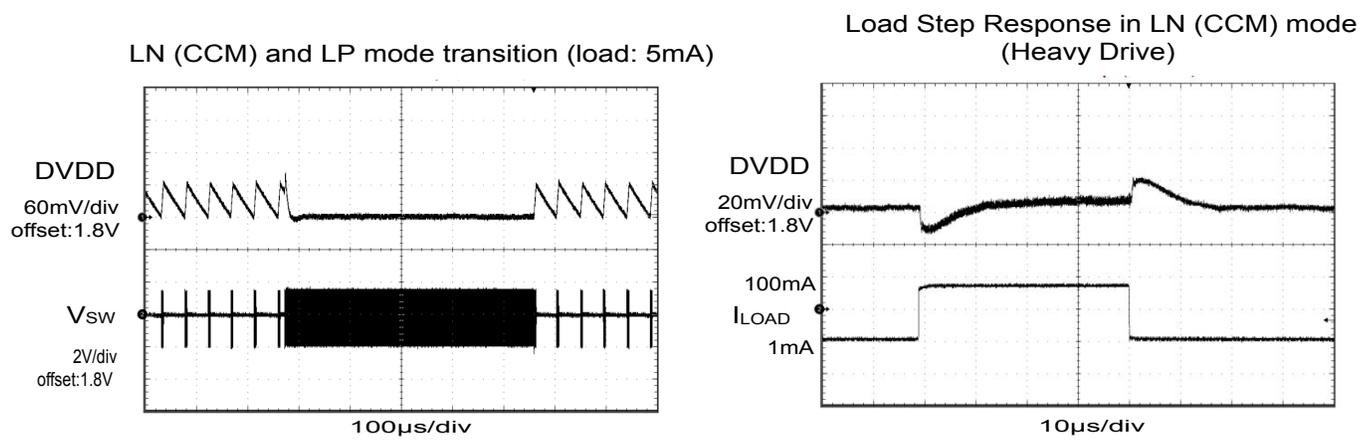 LN (CCM) and LP mode transition (load: 5mA)
DVDD
60mV/div
offset:1.8V
VSW
2V/div
offset:1.8V
100µs/div
Load Step Response in LN (CCM) mode
(Heavy Drive)
DVDD
20mV/div
offset:1.8V
100mA
ILOAD
1mA
10µs/div